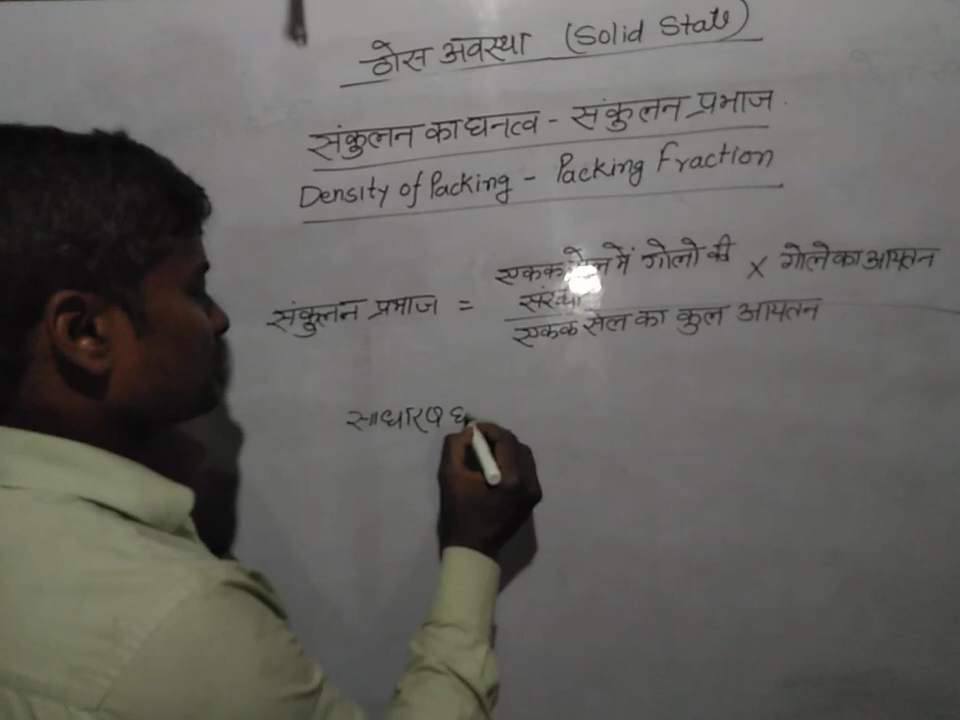 ठोस अवस्था (Solid State)
संकुलन का घनत्व - संकुलन प्रभाज.
Density of Packing - Packing Fraction
एकक सेल में गोलो की × गोले का आयतन
संकुलन प्रभाज = संख्या
एकक सेल का कुल आयतन
साधारण घ